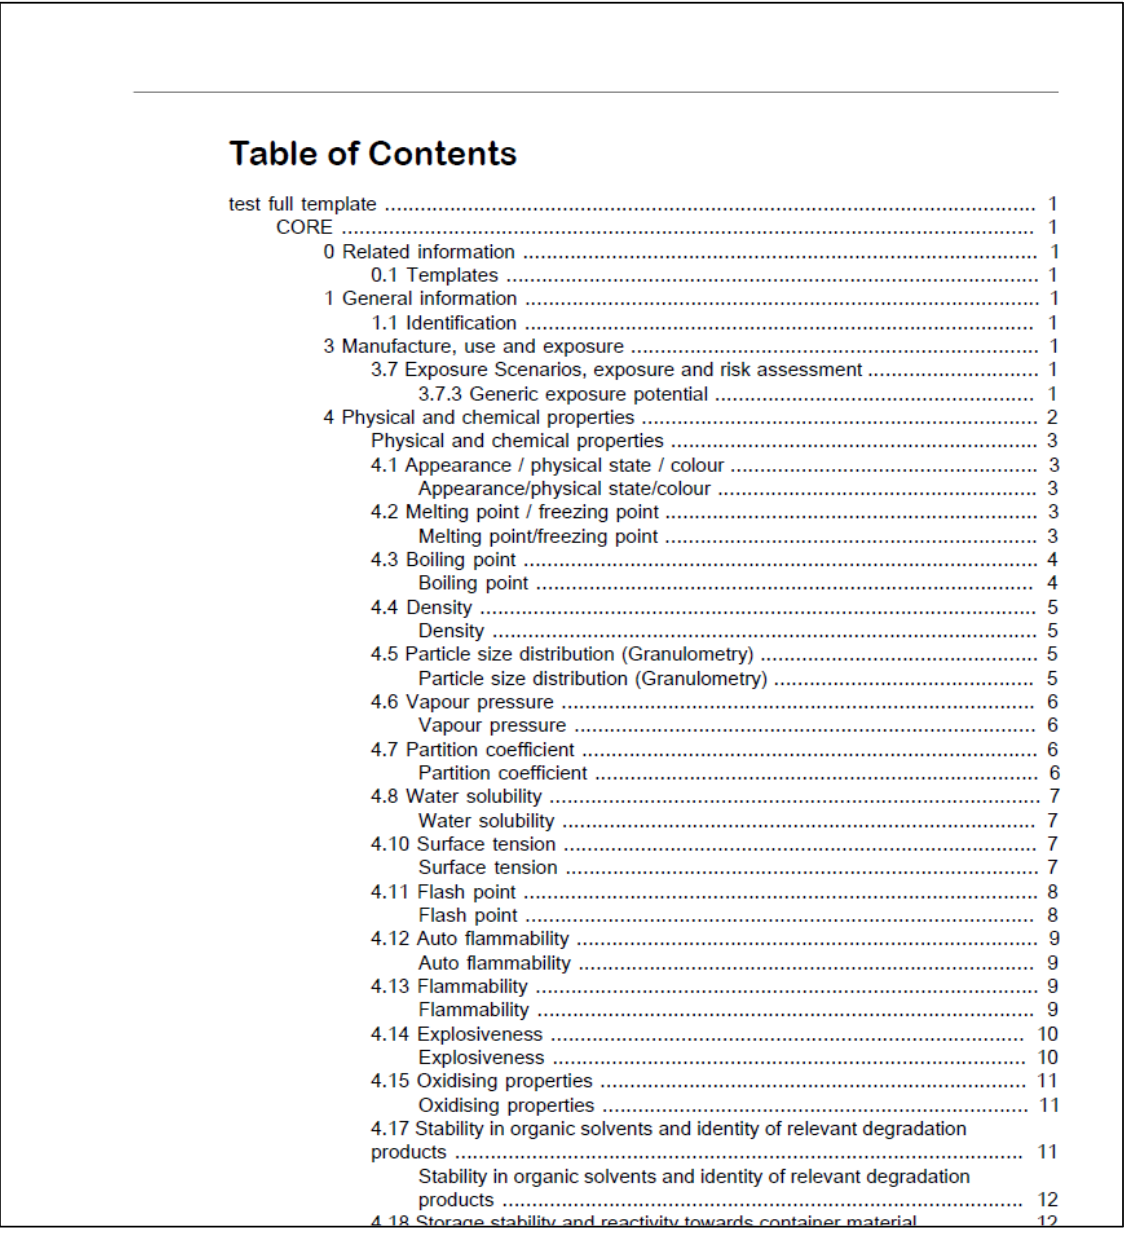 Table of Contents
test full template ........ 1
CORE ........ 1
0 Related information ........ 1
0.1 Templates ........ 1
1 General information ........ 1
1.1 Identification ........ 1
3 Manufacture, use and exposure ........ 1
3.7 Exposure Scenarios, exposure and risk assessment ........ 1
3.7.3 Generic exposure potential ........ 1
4 Physical and chemical properties ........ 2
Physical and chemical properties ........ 3
4.1 Appearance / physical state / colour ........ 3
Appearance/physical state/colour ........ 3
4.2 Melting point / freezing point ........ 3
Melting point/freezing point ........ 3
4.3 Boiling point ........ 4
Boiling point ........ 4
4.4 Density ........ 5
Density ........ 5
4.5 Particle size distribution (Granulometry) ........ 5
Particle size distribution (Granulometry) ........ 5
4.6 Vapour pressure ........ 6
Vapour pressure ........ 6
4.7 Partition coefficient ........ 6
Partition coefficient ........ 6
4.8 Water solubility ........ 7
Water solubility ........ 7
4.10 Surface tension ........ 7
Surface tension ........ 7
4.11 Flash point ........ 8
Flash point ........ 8
4.12 Auto flammability ........ 9
Auto flammability ........ 9
4.13 Flammability ........ 9
Flammability ........ 9
4.14 Explosiveness ........ 10
Explosiveness ........ 10
4.15 Oxidising properties ........ 11
Oxidising properties ........ 11
4.17 Stability in organic solvents and identity of relevant degradation
products ........ 11
Stability in organic solvents and identity of relevant degradation
products ........ 12
4.18 Storage stability and reactivity towards container material 12